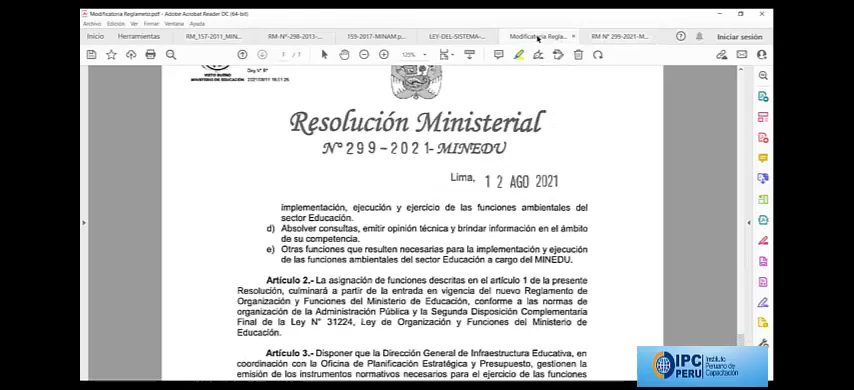 Modificatoria Reglameto.pdf - Adobe Acrobat Reader DC (64-bit)
Archivo Edición Ver Firmar Ventana Ayuda
Inicio Herramientas RM_157-2011_MIN... RM-Nº-298-2013-... 159-2017-MINAM.p... LEY-DEL-SISTEMA-... Modificatoria Regla... × RM N° 299-2021-M... Iniciar sesión
125%
VISTO BUENO
MINISTERIO DE EDUCACIÓN
Resolución Ministerial
N° 299-2021-MINEDU
Lima, 12 AGO 2021
implementación, ejecución y ejercicio de las funciones ambientales del
sector Educación.
d) Absolver consultas, emitir opinión técnica y brindar información en el ámbito
de su competencia.
e) Otras funciones que resulten necesarias para la implementación y ejecución
de las funciones ambientales del sector Educación a cargo del MINEDU.
Artículo 2.- La asignación de funciones descritas en el artículo 1 de la presente
Resolución, culminará a partir de la entrada en vigencia del nuevo Reglamento de
Organización y Funciones del Ministerio de Educación, conforme a las normas de
organización de la Administración Pública y la Segunda Disposición Complementaria
Final de la Ley N° 31224, Ley de Organización y Funciones del Ministerio de
Educación.
Artículo 3.- Disponer que la Dirección General de Infraestructura Educativa, en
coordinación con la Oficina de Planificación Estratégica y Presupuesto, gestionen la
emisión de los instrumentos normativos necesarios para el ejercicio de las funciones
IPC
PERÚ
Instituto
Peruano de
Capacitación